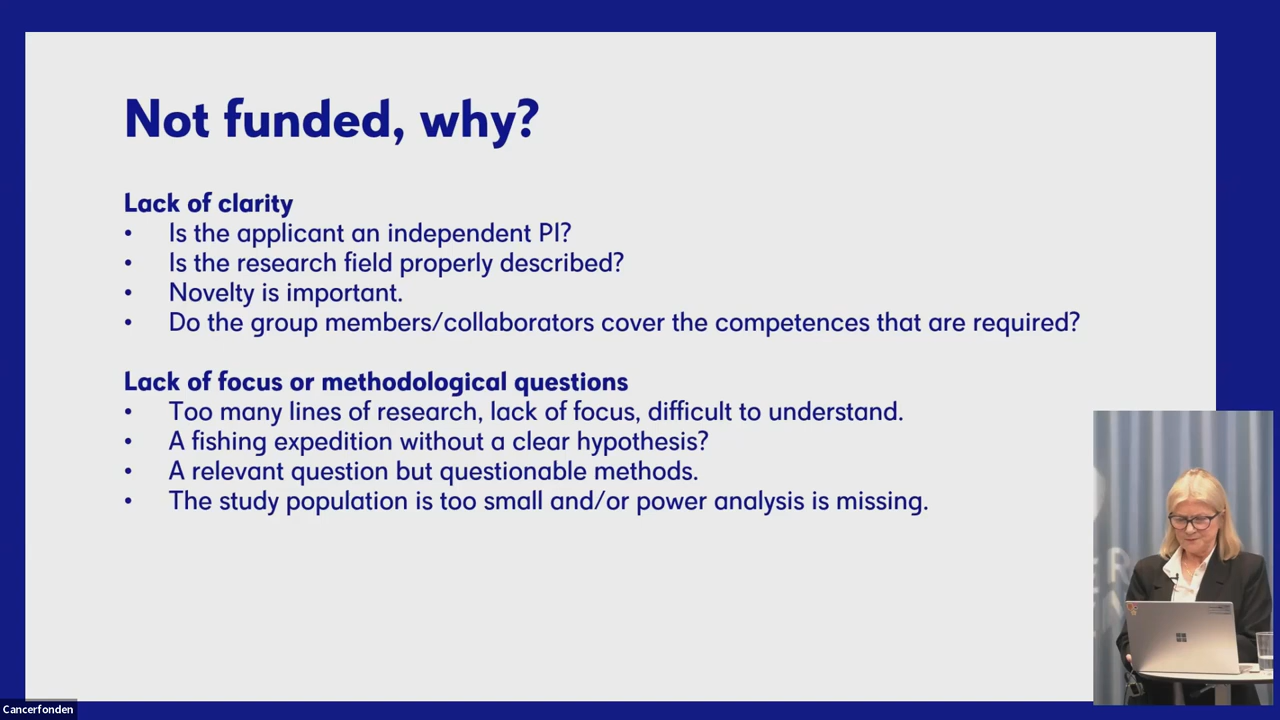 Not funded, why?
Lack of clarity
• Is the applicant an independent PI?
• Is the research field properly described?
• Novelty is important.
• Do the group members/collaborators cover the competences that are required?
Lack of focus or methodological questions
• Too many lines of research, lack of focus, difficult to understand.
• A fishing expedition without a clear hypothesis?
• A relevant question but questionable methods.
• The study population is too small and/or power analysis is missing.
Cancerfonden